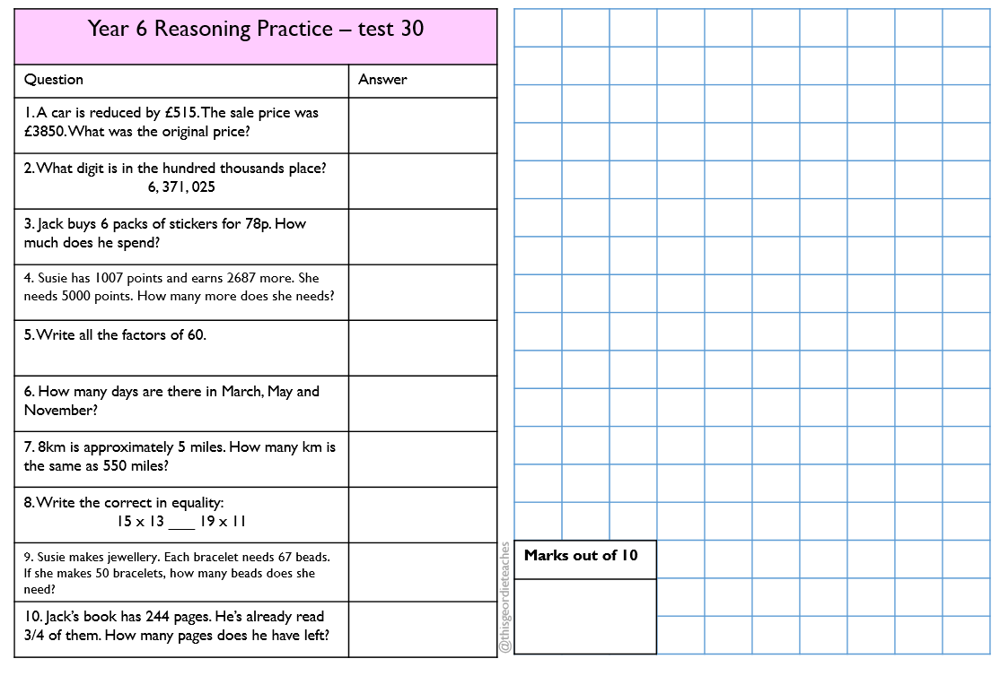 Year 6 Reasoning Practice – test 30
Question
Answer
1. A car is reduced by £515. The sale price was
£3850. What was the original price?
2. What digit is in the hundred thousands place?
6, 371, 025
3. Jack buys 6 packs of stickers for 78p. How
much does he spend?
4. Susie has 1007 points and earns 2687 more. She
needs 5000 points. How many more does she needs?
5. Write all the factors of 60.
6. How many days are there in March, May and
November?
7. 8km is approximately 5 miles. How many km is
the same as 550 miles?
8. Write the correct in equality:
15 x 13 ___ 19 x 11
9. Susie makes jewellery. Each bracelet needs 67 beads.
If she makes 50 bracelets, how many beads does she
need?
10. Jack's book has 244 pages. He's already read
3/4 of them. How many pages does he have left?
@thisgeordieteaches
Marks out of 10